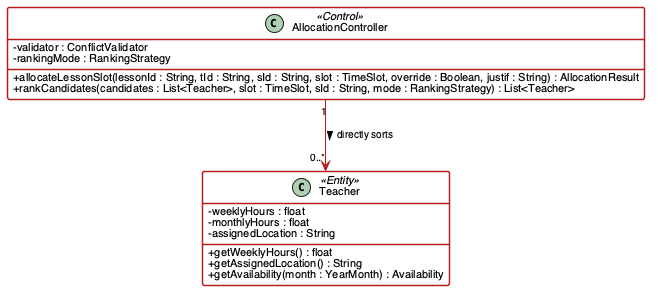 C
«Control»
AllocationController
-validator : ConflictValidator
-rankingMode : RankingStrategy
+allocateLessonSlot(lessonId : String, tId : String, sId : String, slot : TimeSlot, override : Boolean, justif : String) : AllocationResult
+rankCandidates(candidates : List<Teacher>, slot : TimeSlot, sId : String, mode : RankingStrategy) : List<Teacher>
1
directly sorts
0..*
C
«Entity»
Teacher
-weeklyHours : float
-monthlyHours : float
-assignedLocation : String
+getWeeklyHours() : float
+getAssignedLocation() : String
+getAvailability(month : YearMonth) : Availability